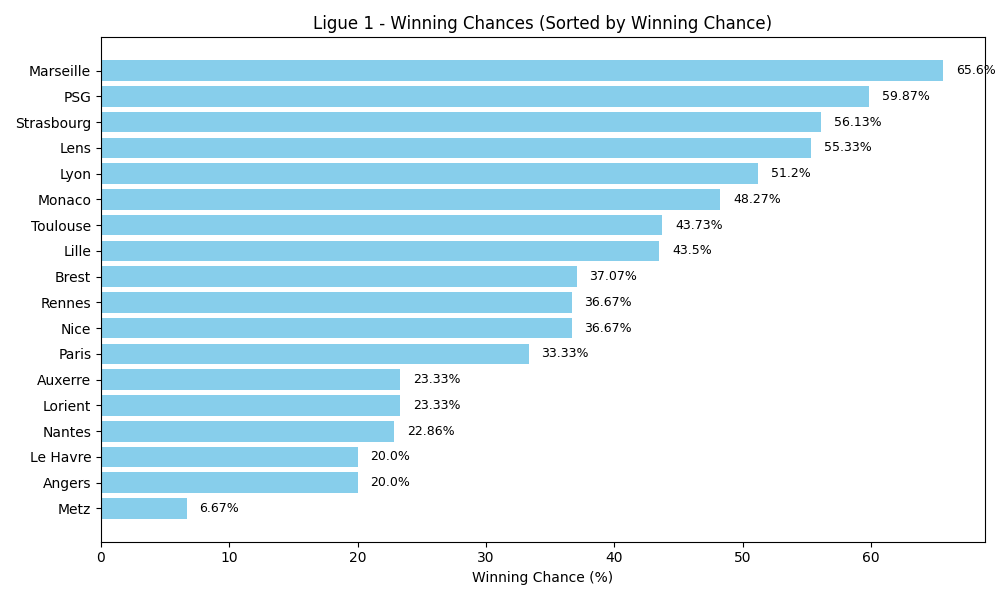 Ligue 1 - Winning Chances (Sorted by Winning Chance)
Marseille 65.6%
PSG 59.87%
Strasbourg 56.13%
Lens 55.33%
Lyon 51.2%
Monaco 48.27%
Toulouse 43.73%
Lille 43.5%
Brest 37.07%
Rennes 36.67%
Nice 36.67%
Paris 33.33%
Auxerre 23.33%
Lorient 23.33%
Nantes 22.86%
Le Havre 20.0%
Angers 20.0%
Metz 6.67%
0 10 20 30 40 50 60
Winning Chance (%)